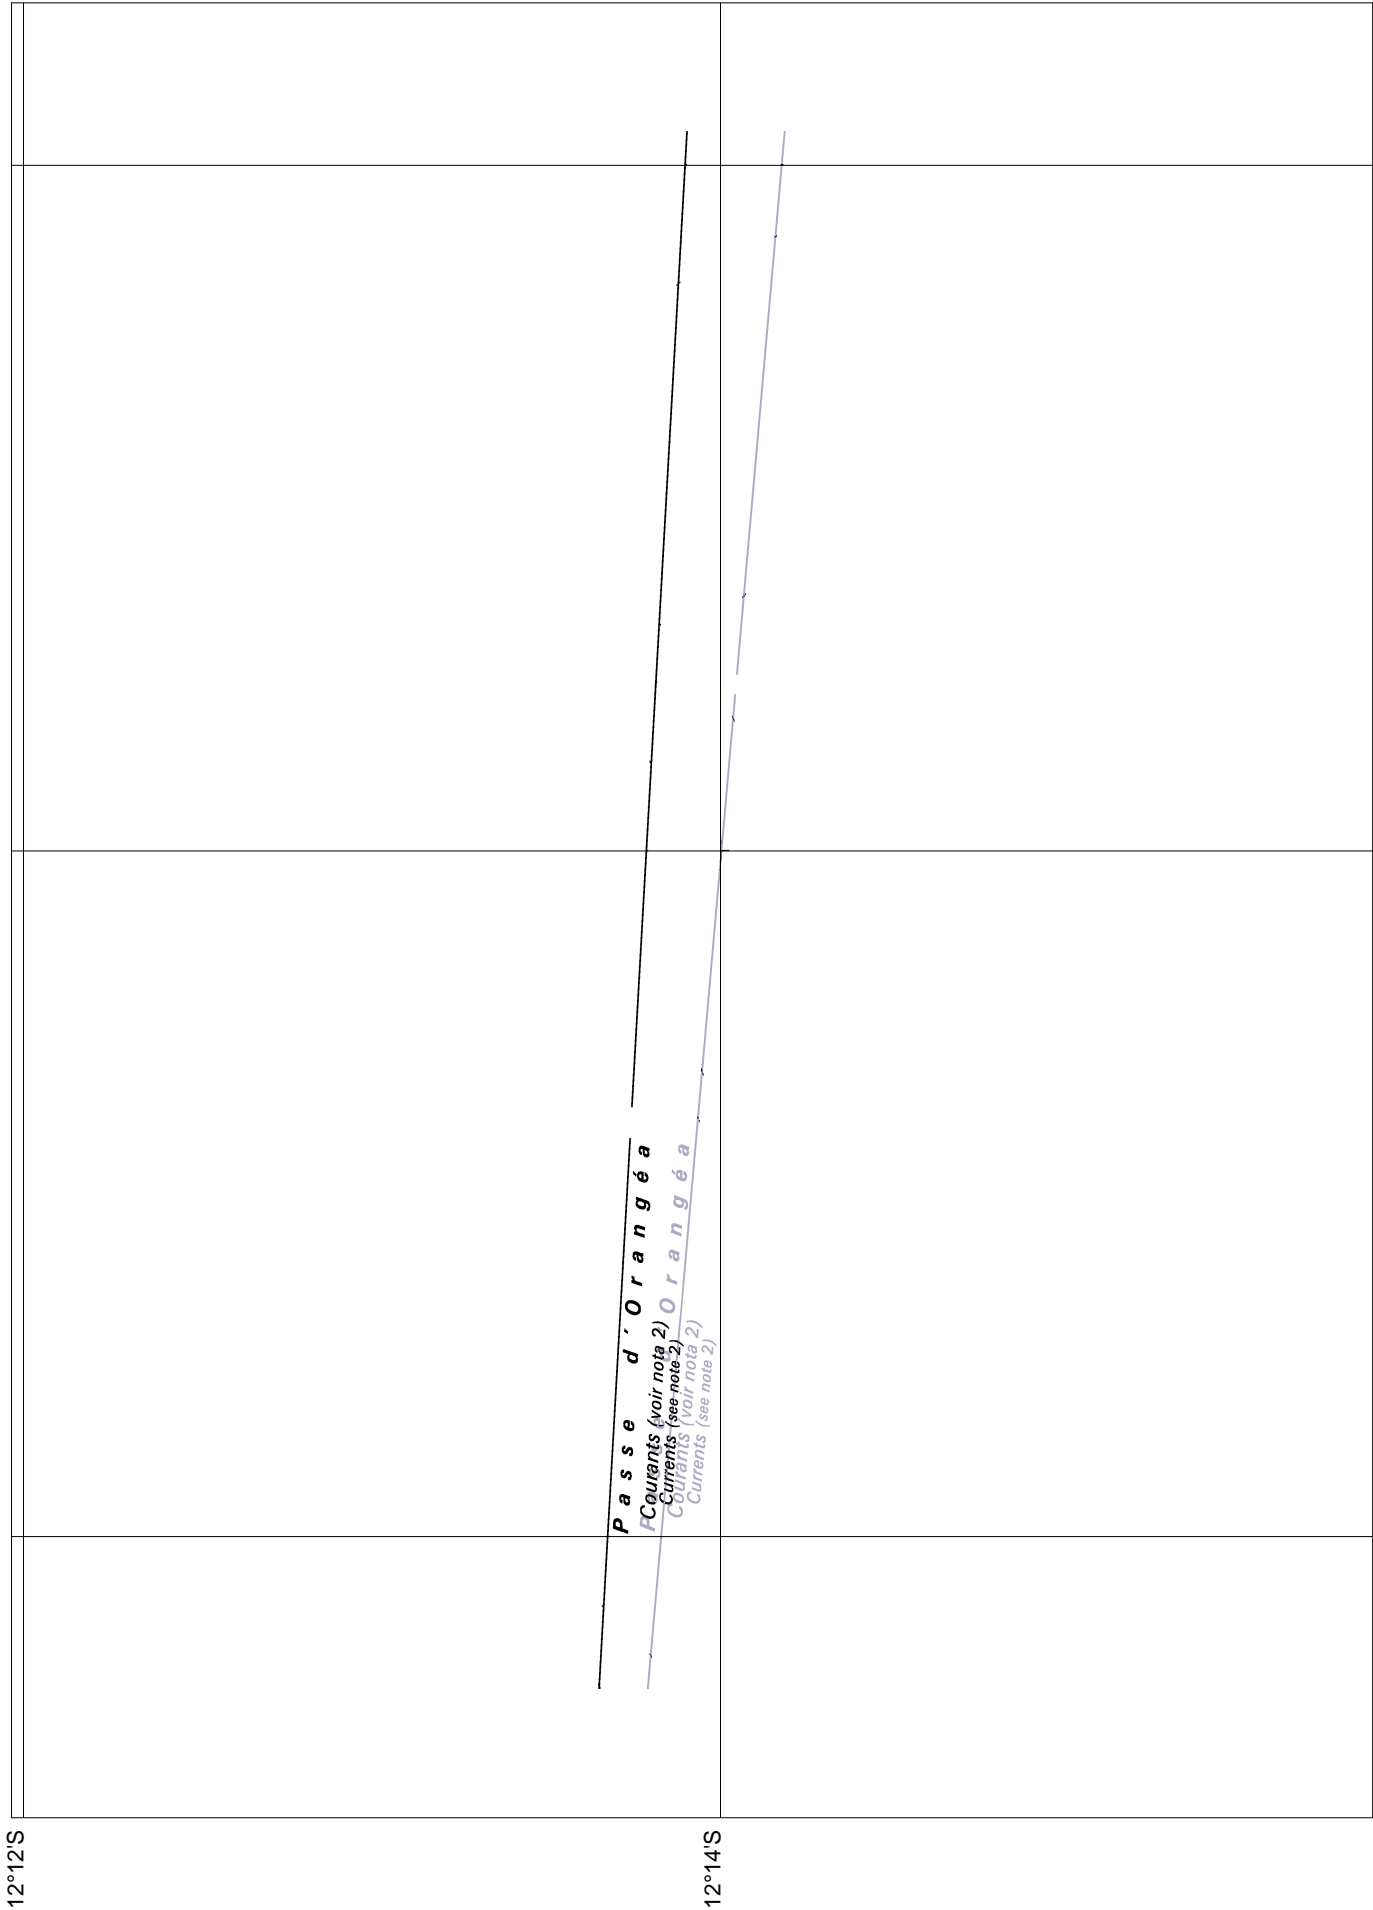 Passe d'Orangéa
Courants (voir nota 2)
Currents (see note 2)
Passe d'Orangéa
Courants (voir nota 2)
Currents (see note 2)
12°12'S
12°14'S